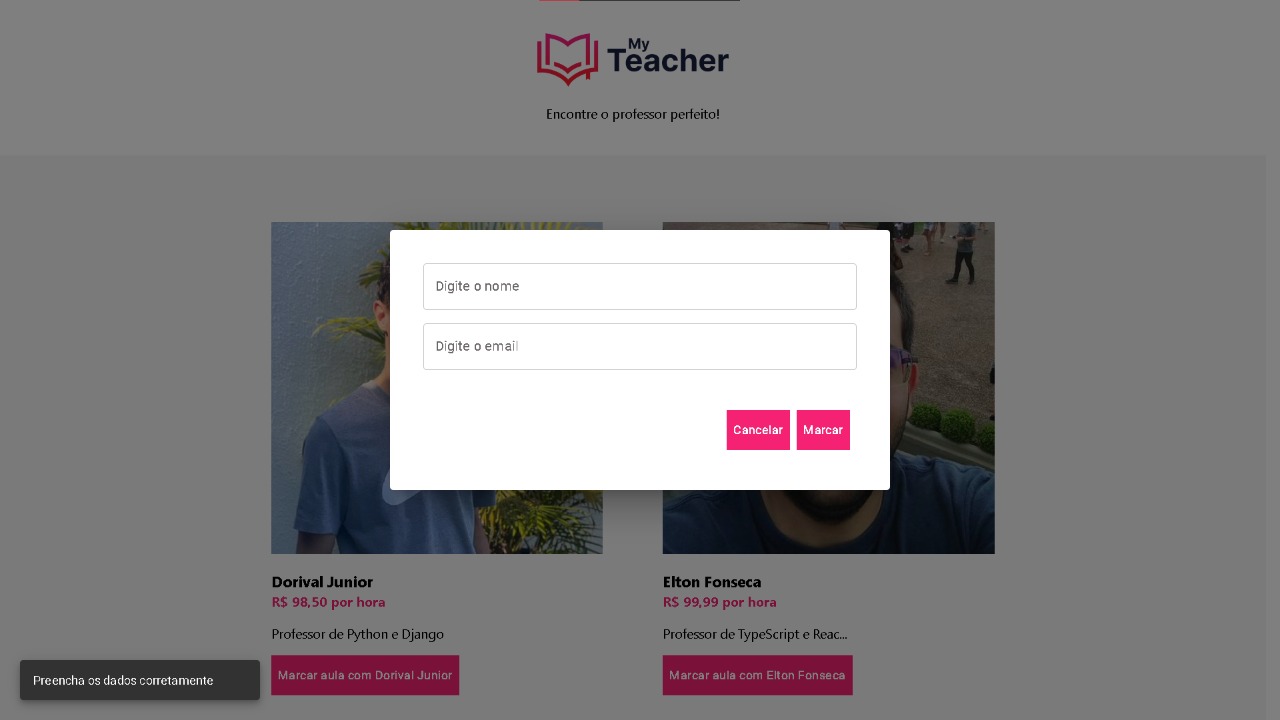 My
Teacher
Encontre o professor perfeito!
Digite o nome
Digite o email
Cancelar
Marcar
Dorival Junior
R$ 98,50 por hora
Professor de Python e Django
Marcar aula com Dorival Junior
Elton Fonseca
R$ 99,99 por hora
Professor de TypeScript e Reac...
Marcar aula com Elton Fonseca
Preencha os dados corretamente